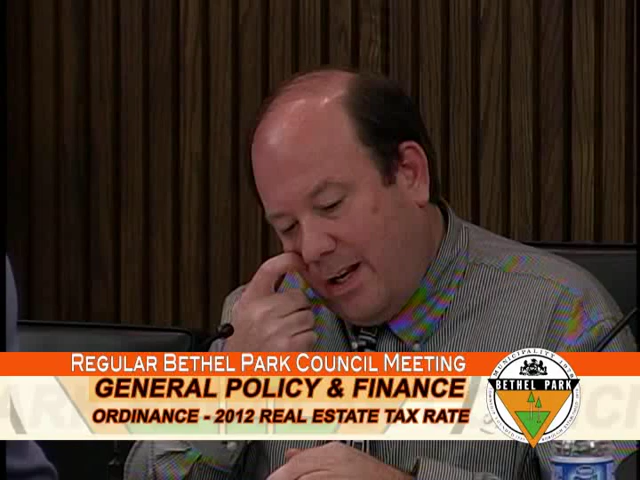 REGULAR BETHEL PARK COUNCIL MEETING
GENERAL POLICY & FINANCE
ORDINANCE - 2012 REAL ESTATE TAX RATE
BETHEL PARK